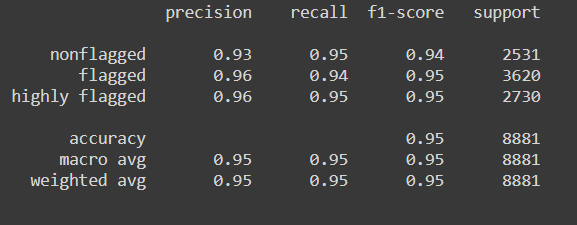 precision recall f1-score support
nonflagged 0.93 0.95 0.94 2531
flagged 0.96 0.94 0.95 3620
highly flagged 0.96 0.95 0.95 2730
accuracy 0.95 8881
macro avg 0.95 0.95 0.95 8881
weighted avg 0.95 0.95 0.95 8881